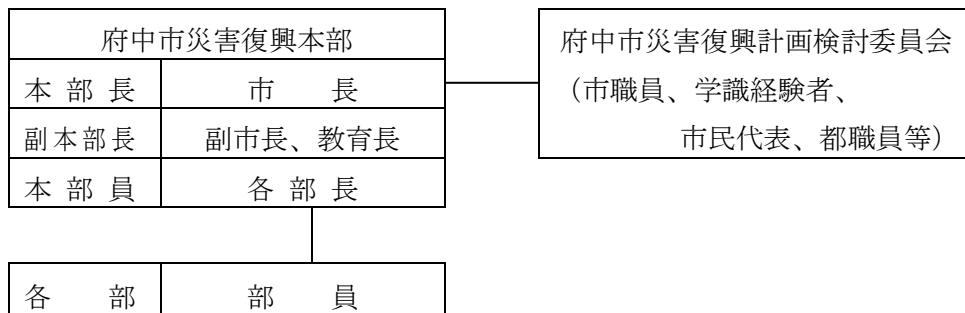 府中市災害復興本部
本部長 市長
副本部長 副市長、教育長
本部員 各部長
各部 部員
府中市災害復興計画検討委員会
（市職員、学識経験者、
市民代表、都職員等）